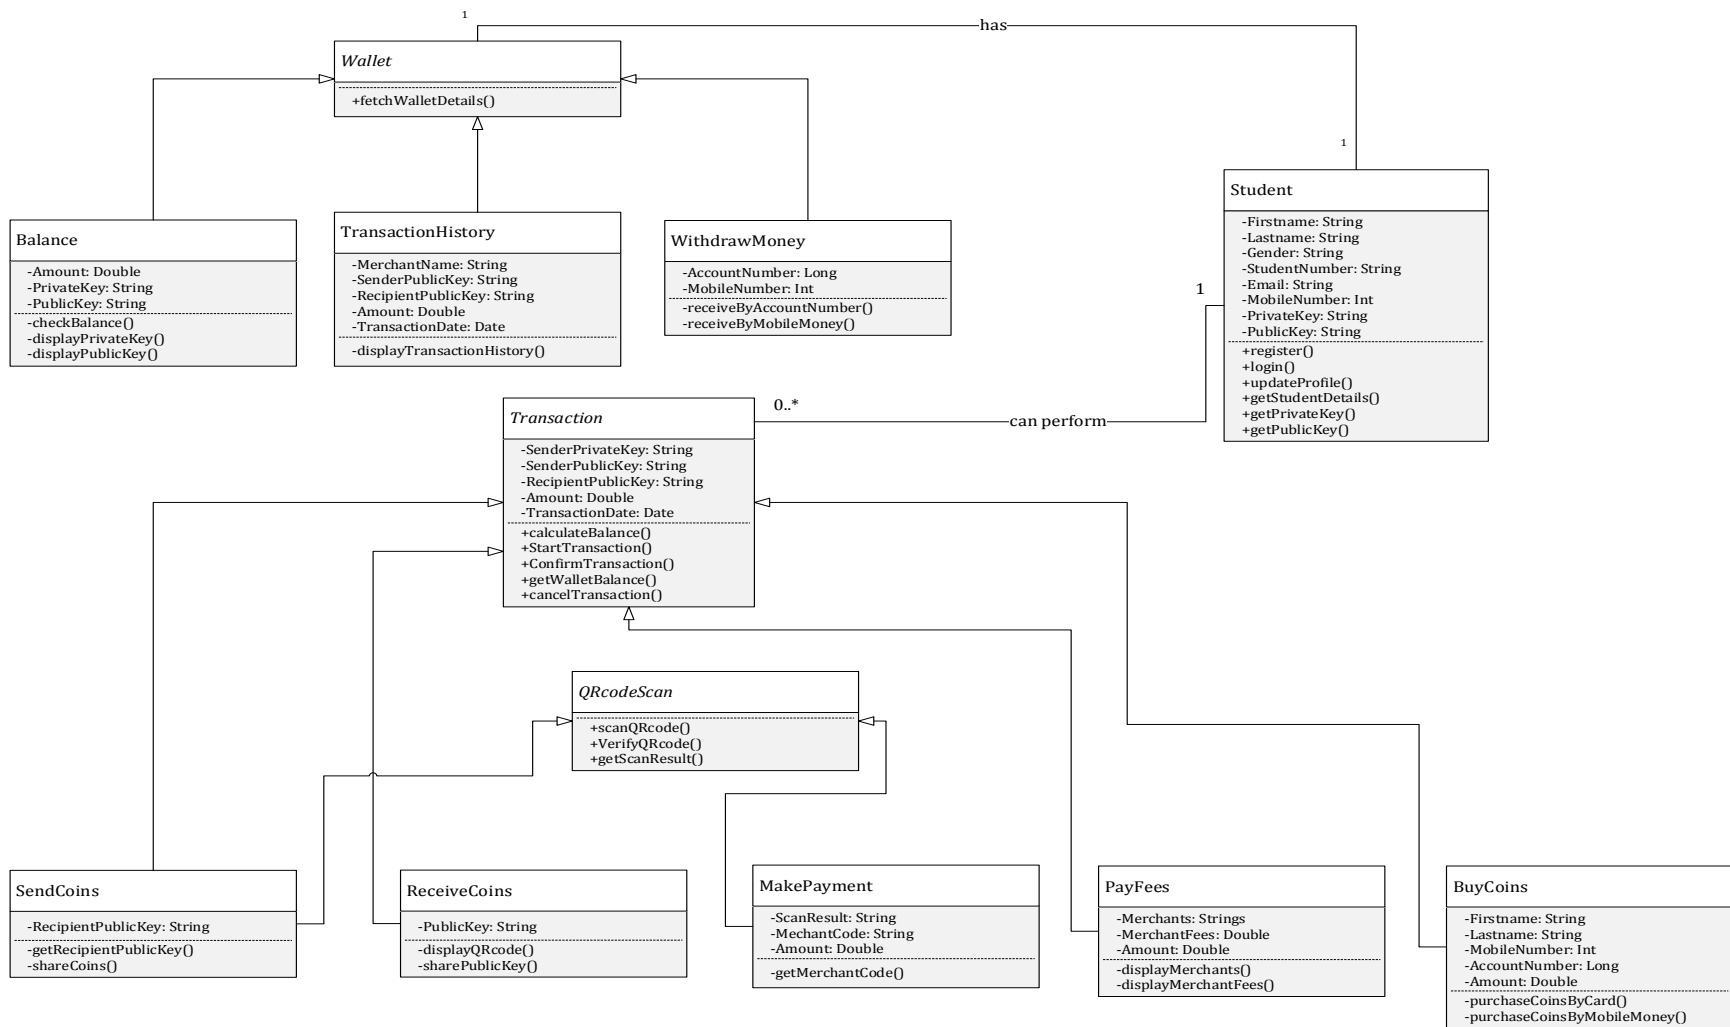 1
has
Wallet
+fetchWalletDetails()
1
Student
-Firstname: String
-Lastname: String
-Gender: String
-StudentNumber: String
-Email: String
-MobileNumber: Int
-PrivateKey: String
-PublicKey: String
+register()
+login()
+updateProfile()
+getStudentDetails()
+getPrivateKey()
+getPublicKey()
Balance
-Amount: Double
-PrivateKey: String
-PublicKey: String
-checkBalance()
-displayPrivateKey()
-displayPublicKey()
TransactionHistory
-MerchantName: String
-SenderPublicKey: String
-RecipientPublicKey: String
-Amount: Double
-TransactionDate: Date
-displayTransactionHistory()
WithdrawMoney
-AccountNumber: Long
-MobileNumber: Int
-receiveByAccountNumber()
-receiveByMobileMoney()
1
0..*
can perform
Transaction
-SenderPrivateKey: String
-SenderPublicKey: String
-RecipientPublicKey: String
-Amount: Double
-TransactionDate: Date
+calculateBalance()
+StartTransaction()
+ConfirmTransaction()
+getWalletBalance()
+cancelTransaction()
QRcodeScan
+scanQRcode()
+VerifyQRcode()
+getScanResult()
SendCoins
-RecipientPublicKey: String
-getRecipientPublicKey()
-shareCoins()
ReceiveCoins
-PublicKey: String
-displayQRcode()
-sharePublicKey()
MakePayment
-ScanResult: String
-MechantCode: String
-Amount: Double
-getMerchantCode()
PayFees
-Merchants: Strings
-MerchantFees: Double
-Amount: Double
-displayMerchants()
-displayMerchantFees()
BuyCoins
-Firstname: String
-Lastname: String
-MobileNumber: Int
-AccountNumber: Long
-Amount: Double
-purchaseCoinsByCard()
-purchaseCoinsByMobileMoney()